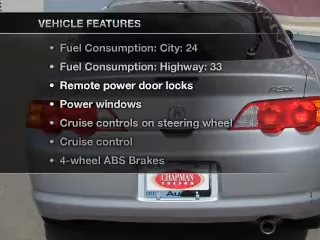 VEHICLE FEATURES
• Fuel Consumption: City: 24
• Fuel Consumption: Highway: 33
• Remote power door locks
• Power windows
• Cruise controls on steering wheel
• Cruise control
• 4-wheel ABS Brakes
RSX
CHAPMAN